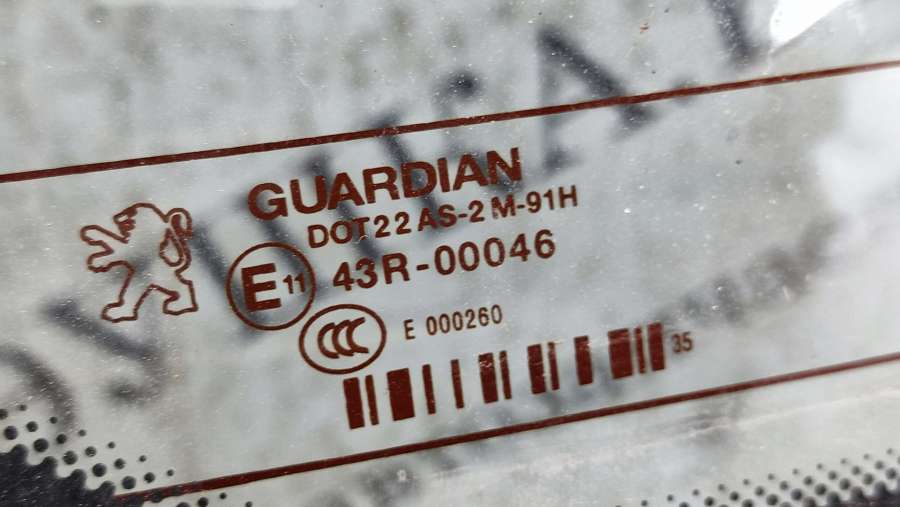 GUARDIAN
DOT22 AS-2 M-91H
E11 43R-00046
CCC E 000260
35